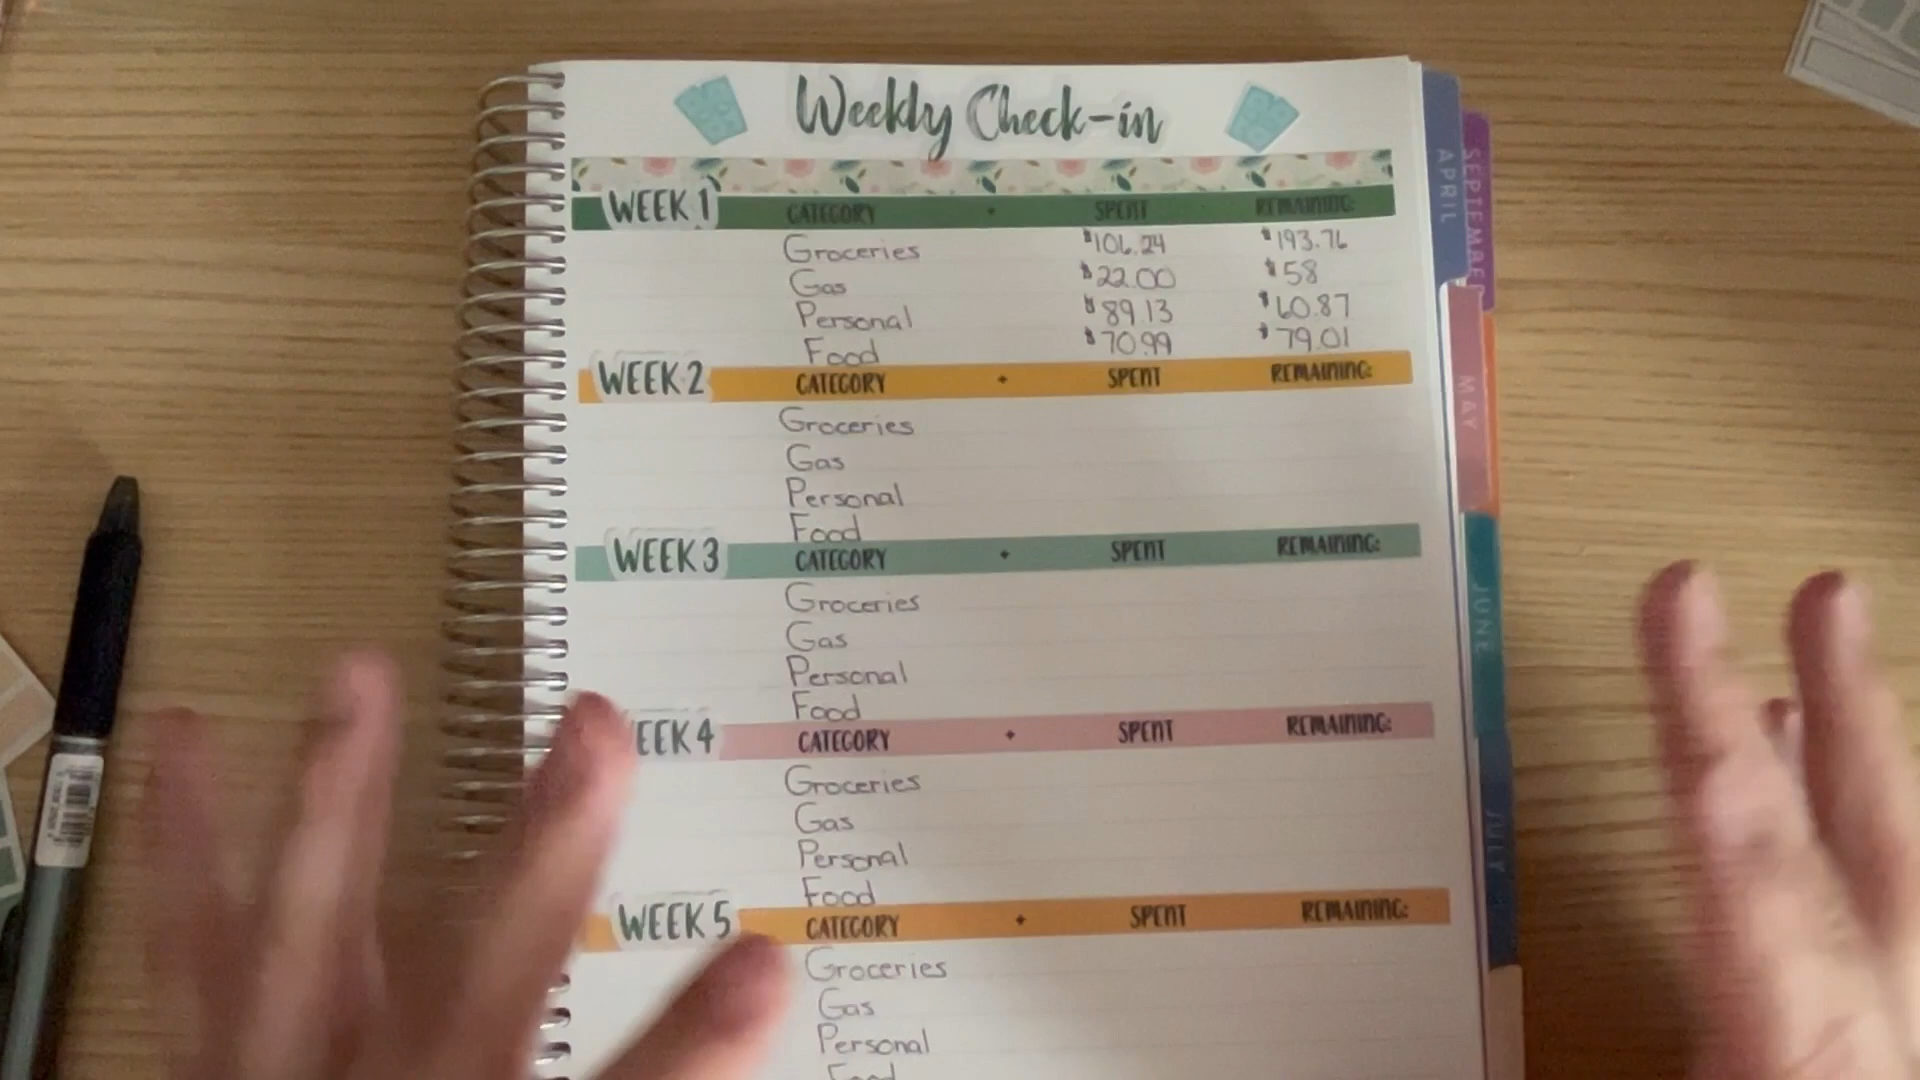 Weekly Check-in
WEEK 1 CATEGORY • SPENT REMAINING:
Groceries $106.24 $193.76
Gas $22.00 $58
Personal $89.13 $60.87
Food $70.99 $79.01
WEEK 2 CATEGORY • SPENT REMAINING:
Groceries
Gas
Personal
Food
WEEK 3 CATEGORY • SPENT REMAINING:
Groceries
Gas
Personal
Food
EEK 4 CATEGORY • SPENT REMAINING:
Groceries
Gas
Personal
Food
WEEK 5 CATEGORY • SPENT REMAINING:
Groceries
Gas
Personal
Food
APRIL
SEPTEMBE
MAY
JUNE
JULY